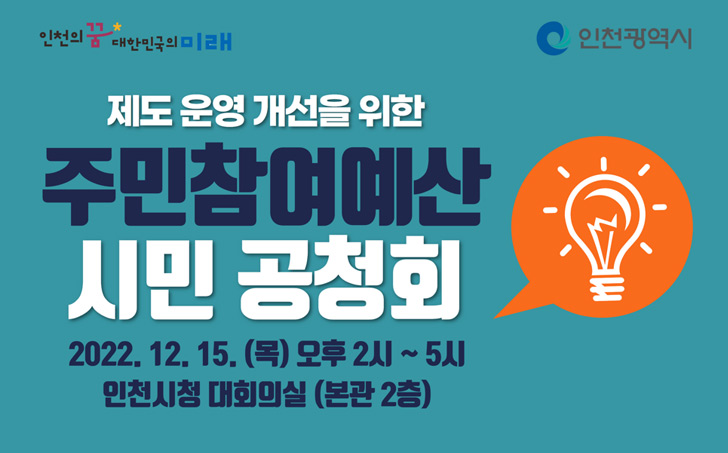 인천의 꿈 대한민국의 미래
인천광역시
제도 운영 개선을 위한
주민참여예산
시민 공청회
2022. 12. 15. (목) 오후 2시 ~ 5시
인천시청 대회의실 (본관 2층)